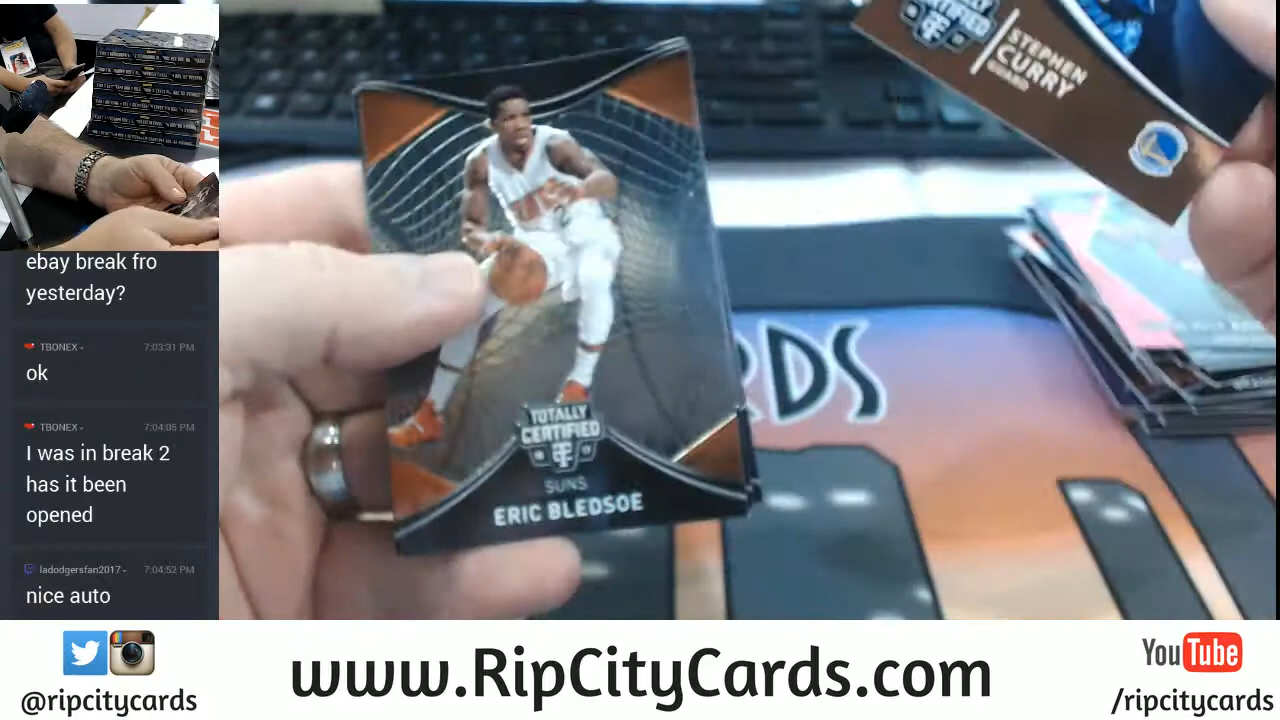 ebay break fro
yesterday?
TBONEX
7:03:31 PM
ok
TBONEX
7:04:05 PM
I was in break 2
has it been
opened
ladodgersfan2017
7:04:52 PM
nice auto
CERTIFIED
STEPHEN
CURRY
GUARD
RDS
TOTALLY
CERTIFIED
SUNS
ERIC BLEDSOE
@ripcitycards
www.RipCityCards.com
YouTube
/ripcitycards